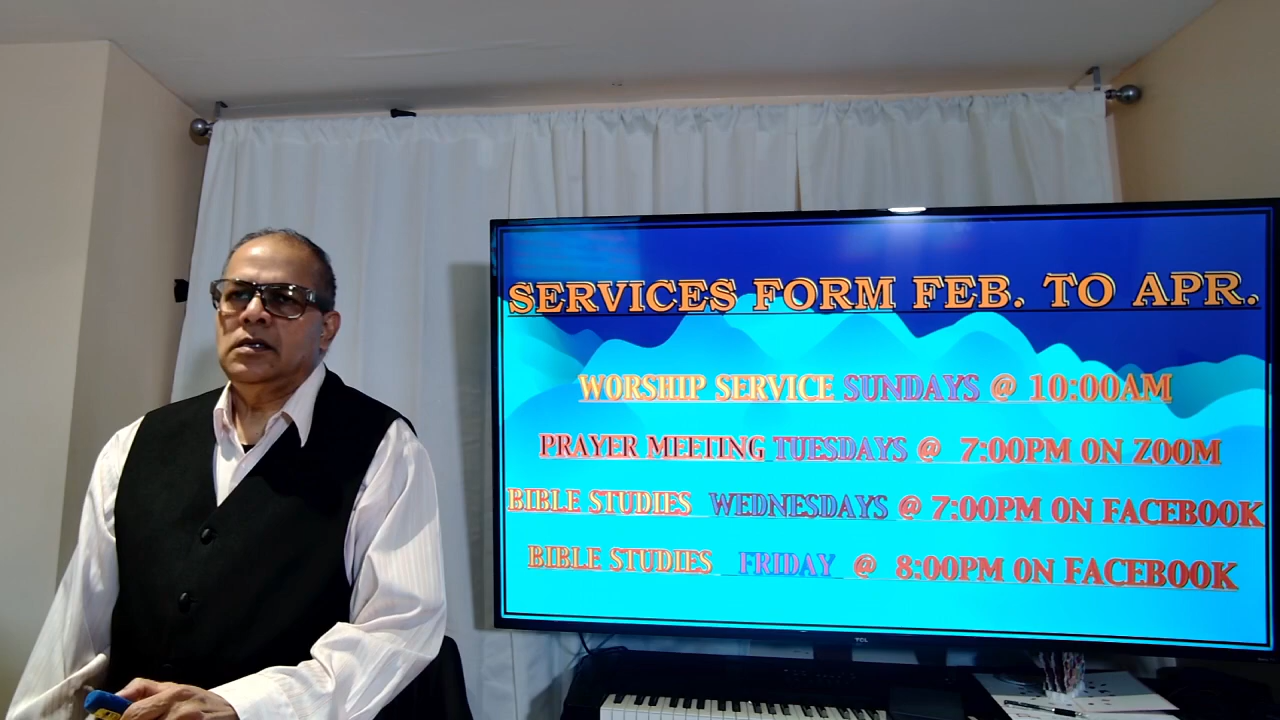 SERVICES FORM FEB. TO APR.
WORSHIP SERVICE SUNDAYS @ 10:00AM
PRAYER MEETING TUESDAYS @ 7:00PM ON ZOOM
BIBLE STUDIES WEDNESDAYS @ 7:00PM ON FACEBOOK
BIBLE STUDIES FRIDAY @ 8:00PM ON FACEBOOK
TCL